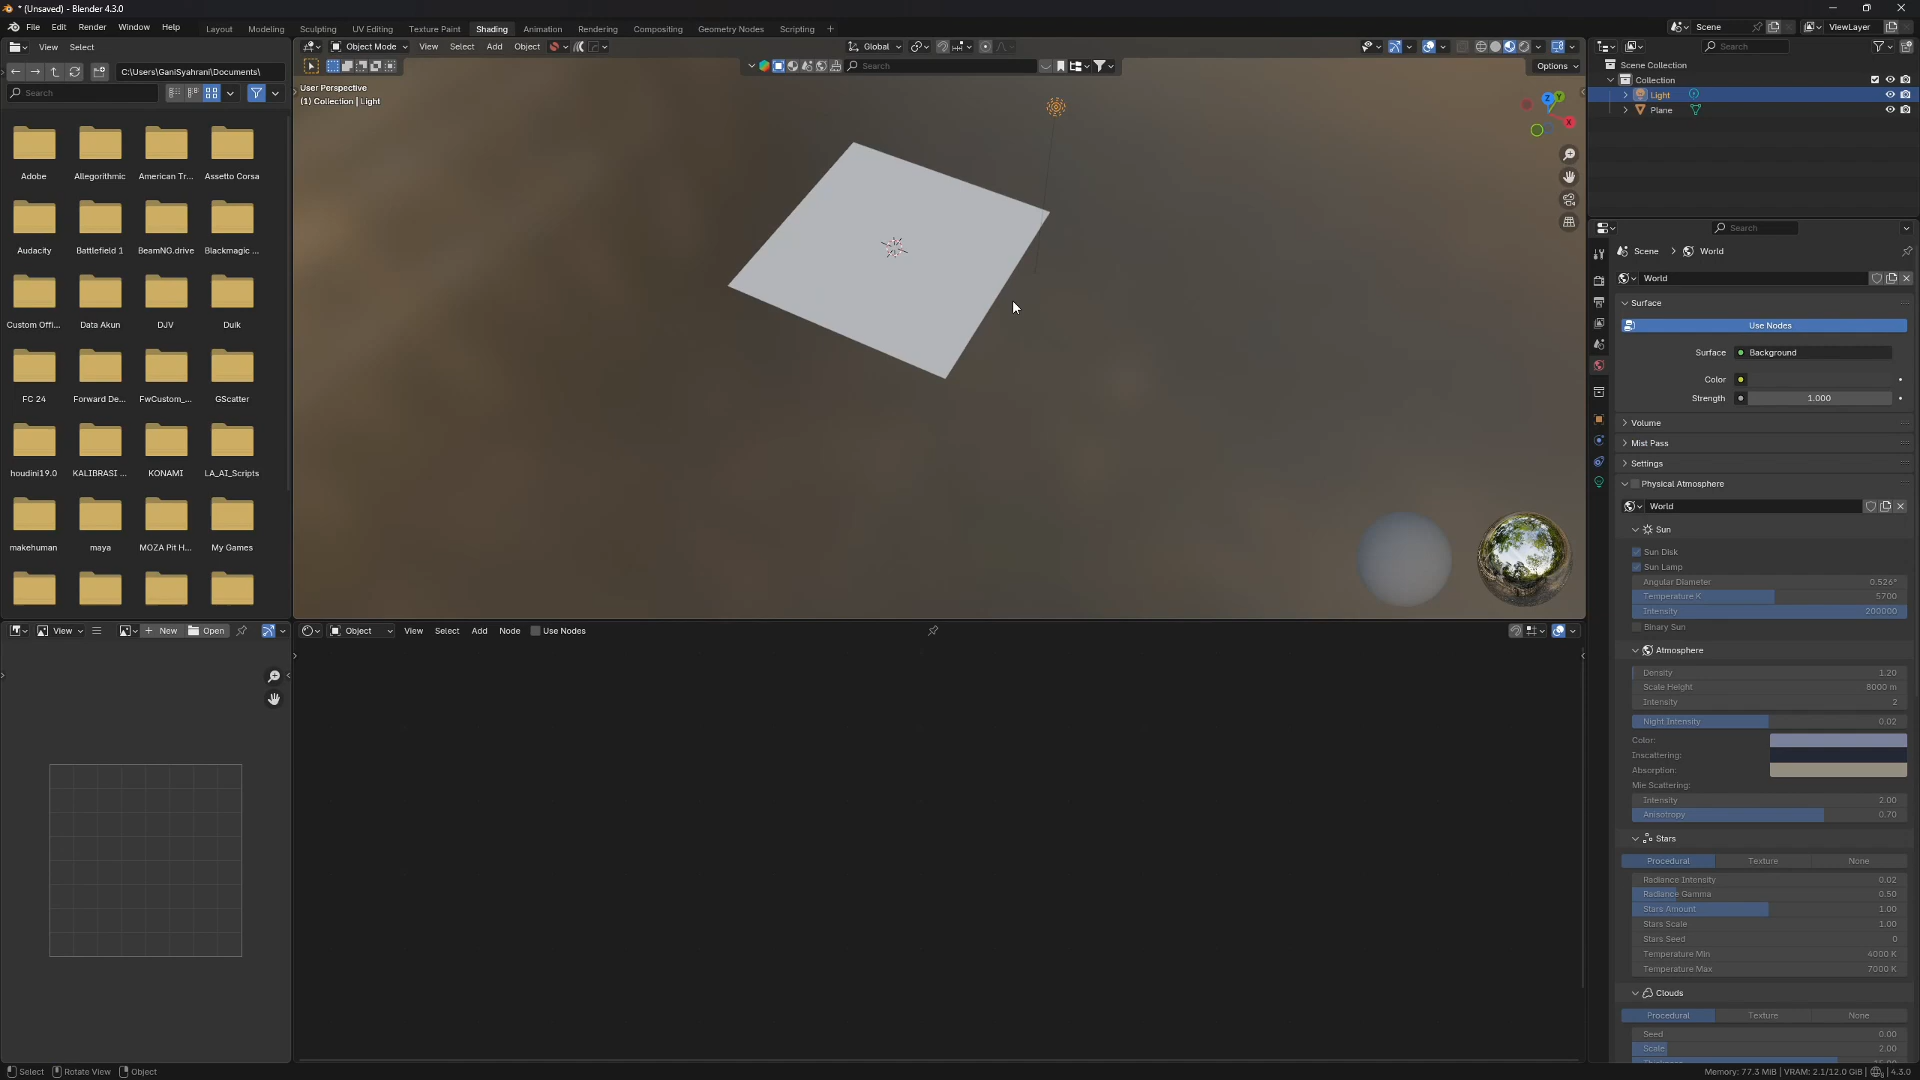 * (Unsaved) - Blender 4.3.0
File Edit Render Window Help
Layout Modeling Sculpting UV Editing Texture Paint Shading Animation Rendering Compositing Geometry Nodes Scripting +
Scene
ViewLayer
View Select
C:\Users\GaniSyahrani\Documents\
Search
Adobe Allegorithmic American Tr... Assetto Corsa
Audacity Battlefield 1 BeamNG.drive Blackmagic ...
Custom Offi... Data Akun DJV Duik
FC 24 Forward De... FwCustom_... GScatter
houdini19.0 KALIBRASI ... KONAMI LA_AI_Scripts
makehuman maya MOZA Pit H... My Games
Object Mode View Select Add Object
Global
Search
Options
User Perspective
(1) Collection | Light
Z Y X
View New Open
Object View Select Add Node Use Nodes
Search
Scene Collection
Collection
Light
Plane
Search
Scene > World
World
Surface
Use Nodes
Surface Background
Color
Strength 1.000
Volume
Mist Pass
Settings
Physical Atmosphere
World
Sun
Sun Disk
Sun Lamp
Angular Diameter 0.526°
Temperature K 5700
Intensity 200000
Binary Sun
Atmosphere
Density 1.20
Scale Height 8000 m
Intensity 2
Night Intensity 0.02
Color:
Inscattering:
Absorption:
Mie Scattering:
Intensity 2.00
Anisotropy 0.70
Stars
Procedural Texture None
Radiance Intensity 0.02
Radiance Gamma 0.50
Stars Amount 1.00
Stars Scale 1.00
Stars Seed 0
Temperature Min 4000 K
Temperature Max 7000 K
Clouds
Procedural Texture None
Seed 0.00
Scale 2.00
Select Rotate View Object
Memory: 77.3 MiB | VRAM: 2.1/12.0 GiB | 4.3.0